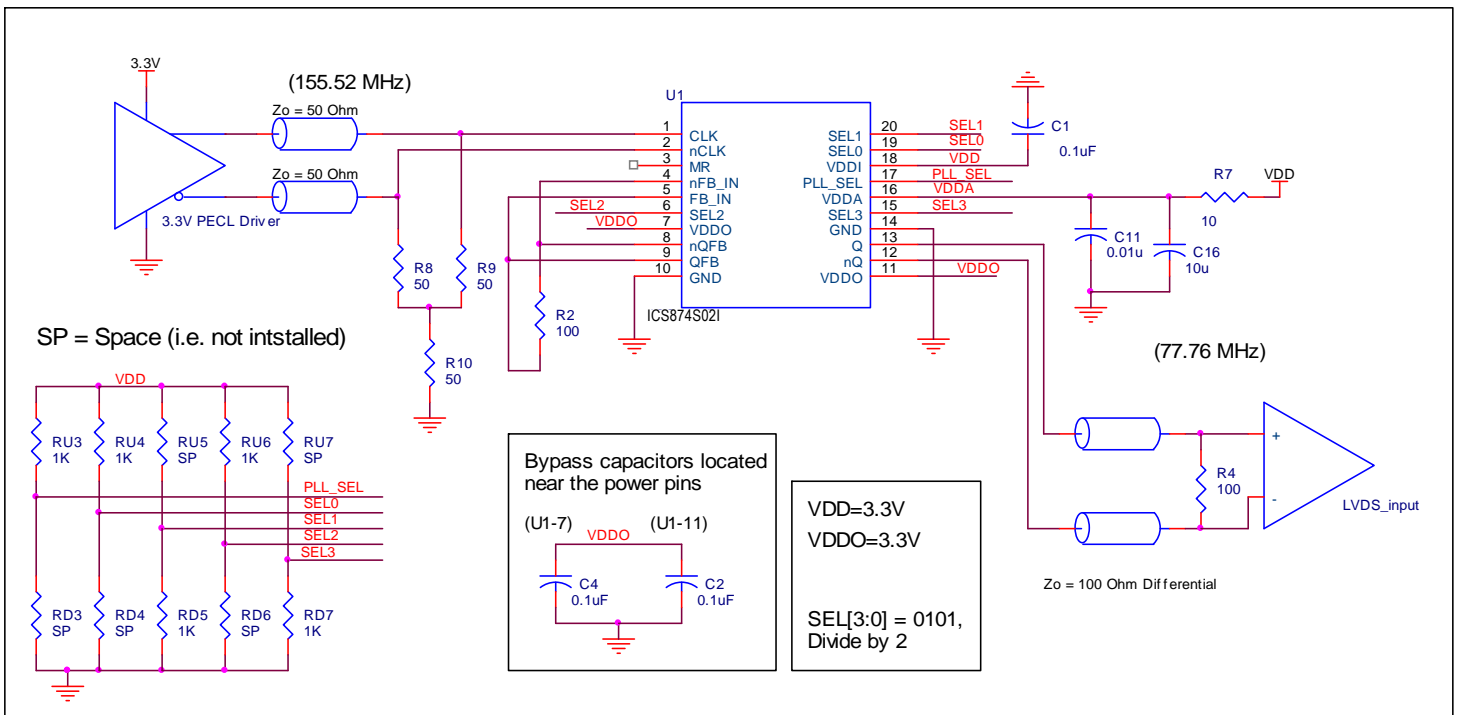 3.3V
(155.52 MHz)
Zo = 50 Ohm
Zo = 50 Ohm
3.3V PECL Driver
R8
50
R9
50
R10
50
R2
100
SEL2
VDDO
U1
1
2
3
4
5
6
7
8
9
10
CLK
nCLK
MR
nFB_IN
FB_IN
SEL2
VDDO
nQFB
QFB
GND
SEL1
SEL0
VDDI
PLL_SEL
VDDA
SEL3
GND
Q
nQ
VDDO
20
19
18
17
16
15
14
13
12
11
ICS874S02I
SEL1
SEL0
VDD
PLL_SEL
VDDA
SEL3
VDDO
C1
0.1uF
R7
10
VDD
C11
0.01u
C16
10u
(77.76 MHz)
R4
100
+
-
LVDS_input
Zo = 100 Ohm Differential
SP = Space (i.e. not intstalled)
VDD
RU3
1K
RU4
1K
RU5
SP
RU6
1K
RU7
SP
PLL_SEL
SEL0
SEL1
SEL2
SEL3
RD3
SP
RD4
SP
RD5
1K
RD6
SP
RD7
1K
Bypass capacitors located
near the power pins
(U1-7)
(U1-11)
VDDO
C4
0.1uF
C2
0.1uF
VDD=3.3V
VDDO=3.3V
SEL[3:0] = 0101,
Divide by 2